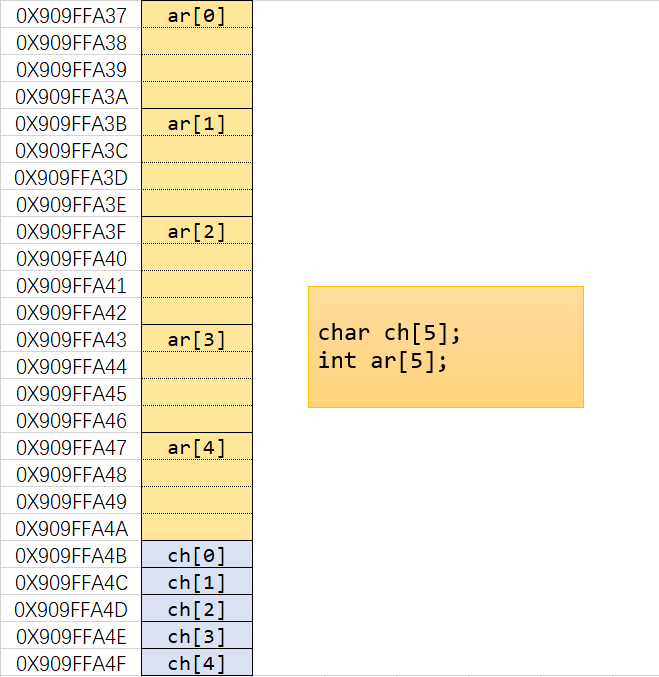 0X909FFA37 ar[0]
0X909FFA38
0X909FFA39
0X909FFA3A
0X909FFA3B ar[1]
0X909FFA3C
0X909FFA3D
0X909FFA3E
0X909FFA3F ar[2]
0X909FFA40
0X909FFA41
0X909FFA42
0X909FFA43 ar[3]
0X909FFA44
0X909FFA45
0X909FFA46
0X909FFA47 ar[4]
0X909FFA48
0X909FFA49
0X909FFA4A
0X909FFA4B ch[0]
0X909FFA4C ch[1]
0X909FFA4D ch[2]
0X909FFA4E ch[3]
0X909FFA4F ch[4]
char ch[5];
int ar[5];